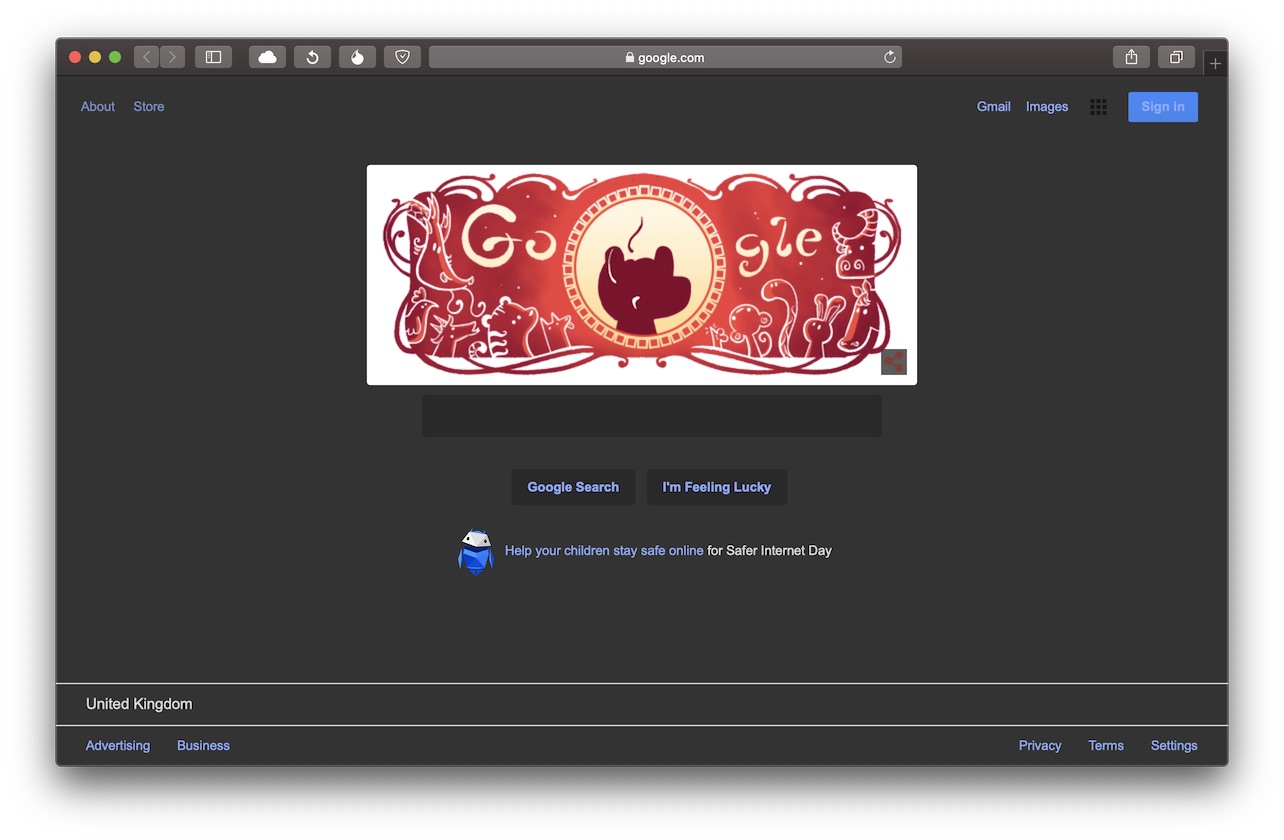 google.com
About Store Gmail Images Sign in
Google
Google Search I'm Feeling Lucky
Help your children stay safe online for Safer Internet Day
United Kingdom
Advertising Business Privacy Terms Settings